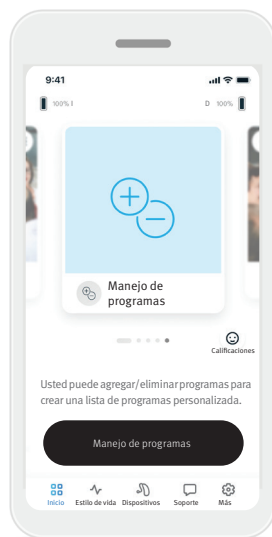 9:41
100% I
D 100%
Manejo de
programas
Calificaciones
Usted puede agregar/eliminar programas para
crear una lista de programas personalizada.
Manejo de programas
Inicio Estilo de vida Dispositivos Soporte Más